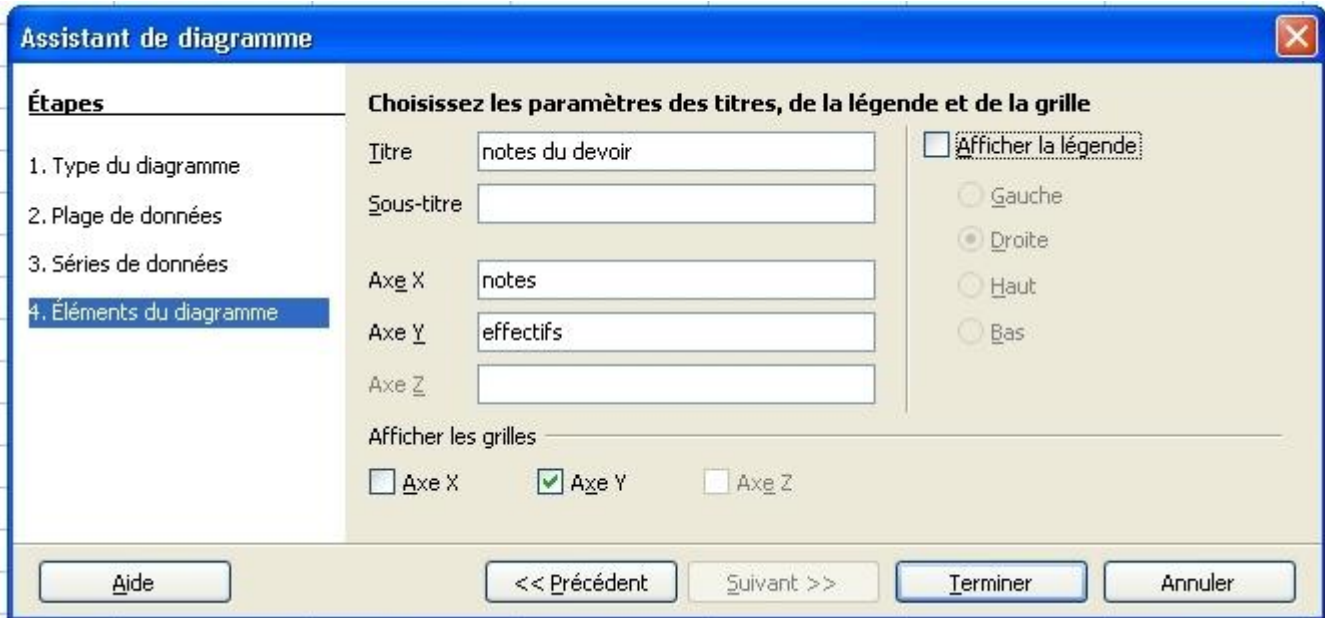 Assistant de diagramme
Étapes
1. Type du diagramme
2. Plage de données
3. Séries de données
4. Éléments du diagramme
Choisissez les paramètres des titres, de la légende et de la grille
Titre notes du devoir
Sous-titre
Axe X notes
Axe Y effectifs
Axe Z
Afficher la légende
Gauche
Droite
Haut
Bas
Afficher les grilles
Axe X Axe Y Axe Z
Aide << Précédent Suivant >> Terminer Annuler